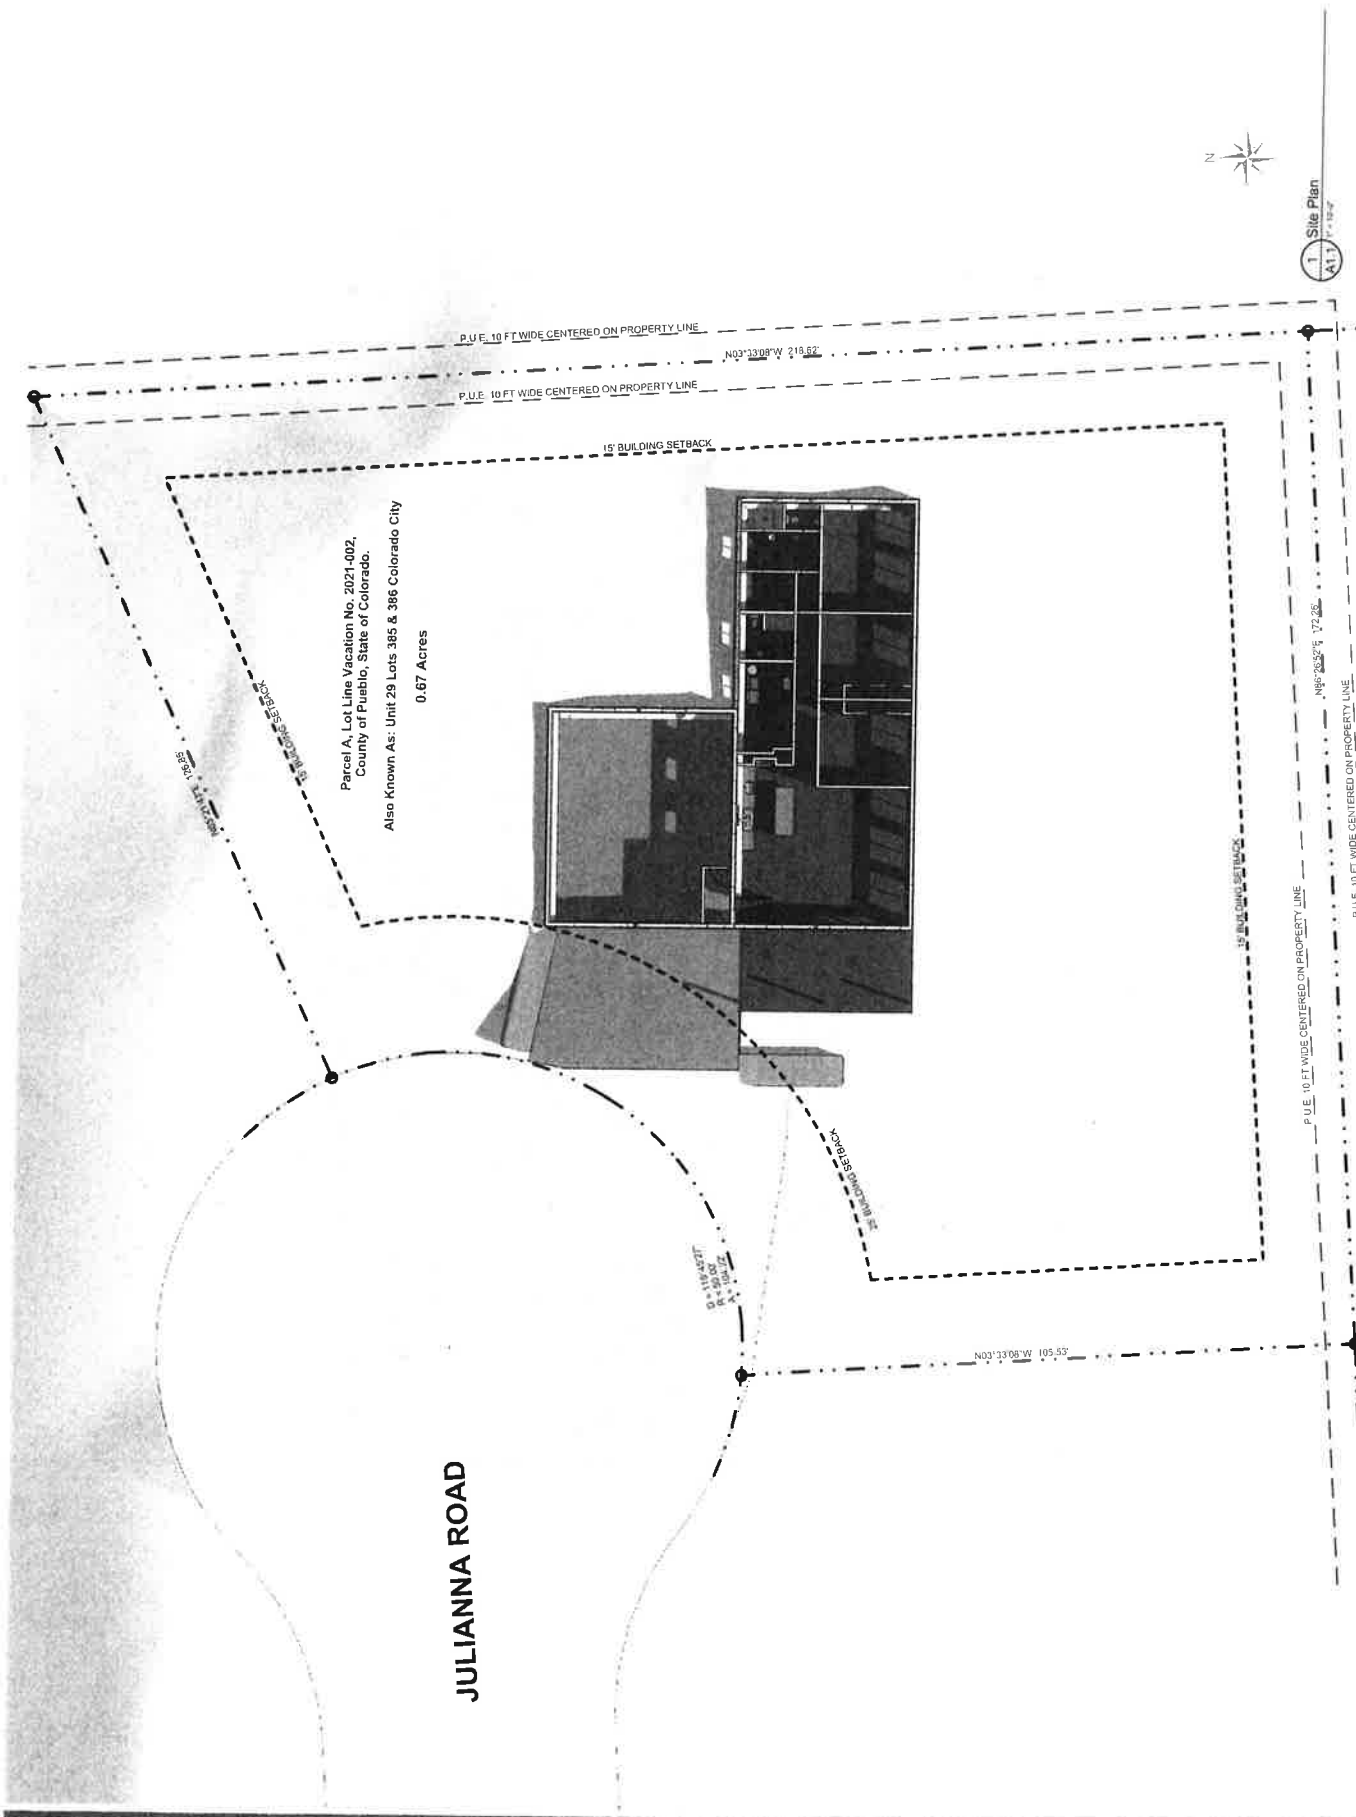 P.U.E. 10 FT WIDE CENTERED ON PROPERTY LINE
N03°33'08"W 218.62'
P.U.E. 10 FT WIDE CENTERED ON PROPERTY LINE
15' BUILDING SETBACK
15' BUILDING SETBACK
126.85'
Parcel A, Lot Line Vacation No. 2021-002,
County of Pueblo, State of Colorado.
Also Known As: Unit 29 Lots 385 & 386 Colorado City
0.67 Acres
JULIANNA ROAD
R = 50.00'
25' BUILDING SETBACK
N03°33'08"W 105.53'
15' BUILDING SETBACK
P.U.E. 10 FT WIDE CENTERED ON PROPERTY LINE
N86°26'52"E 172.26'
P.U.E. 10 FT WIDE CENTERED ON PROPERTY LINE
N
1
A1.1
Site Plan